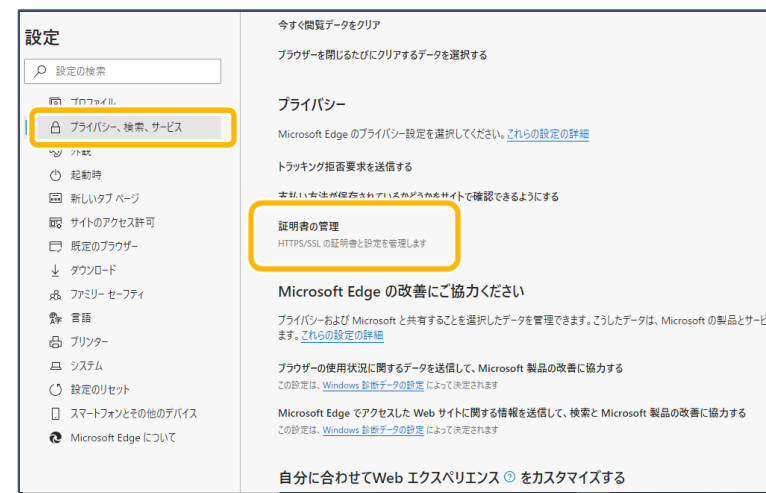 設定
設定の検索
プロファイル
プライバシー、検索、サービス
外観
起動時
新しいタブ ページ
サイトのアクセス許可
既定のブラウザー
ダウンロード
ファミリー セーフティ
言語
プリンター
システム
設定のリセット
スマートフォンとその他のデバイス
Microsoft Edge について
今すぐ閲覧データをクリア
ブラウザーを閉じるたびにクリアするデータを選択する
プライバシー
Microsoft Edge のプライバシー設定を選択してください。これらの設定の詳細
トラッキング拒否要求を送信する
支払い方法が保存されているかどうかをサイトで確認できるようにする
証明書の管理
HTTPS/SSL の証明書と設定を管理します
Microsoft Edge の改善にご協力ください
プライバシーおよび Microsoft と共有することを選択したデータを管理できます。こうしたデータは、Microsoft の製品とサービ
ます。これらの設定の詳細
ブラウザーの使用状況に関するデータを送信して、Microsoft 製品の改善に協力する
この設定は、Windows 診断データの設定 によって決定されます
Microsoft Edge でアクセスした Web サイトに関する情報を送信して、検索と Microsoft 製品の改善に協力する
この設定は、Windows 診断データの設定 によって決定されます
自分に合わせてWeb エクスペリエンス をカスタマイズする